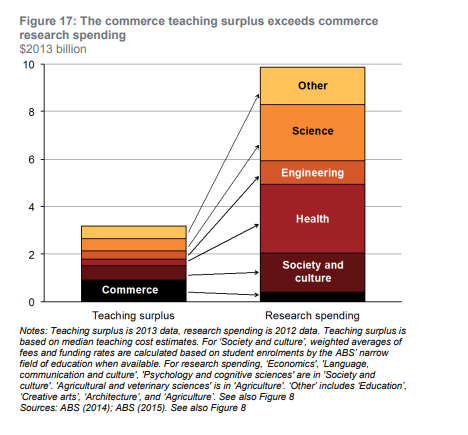 Figure 17: The commerce teaching surplus exceeds commerce
research spending
$2013 billion
10
8
6
4
2
0
Other
Science
Engineering
Health
Society and
culture
Commerce
Teaching surplus
Research spending
Notes: Teaching surplus is 2013 data, research spending is 2012 data. Teaching surplus is
based on median teaching cost estimates. For 'Society and culture', weighted averages of
fees and funding rates are calculated based on student enrolments by the ABS' narrow
field of education when available. For research spending, 'Economics', 'Language,
communication and culture', 'Psychology and cognitive sciences' are in 'Society and
culture'. 'Agricultural and veterinary sciences' is in 'Agriculture'. 'Other' includes 'Education',
'Creative arts', 'Architecture', and 'Agriculture'. See also Figure 8
Sources: ABS (2014); ABS (2015). See also Figure 8